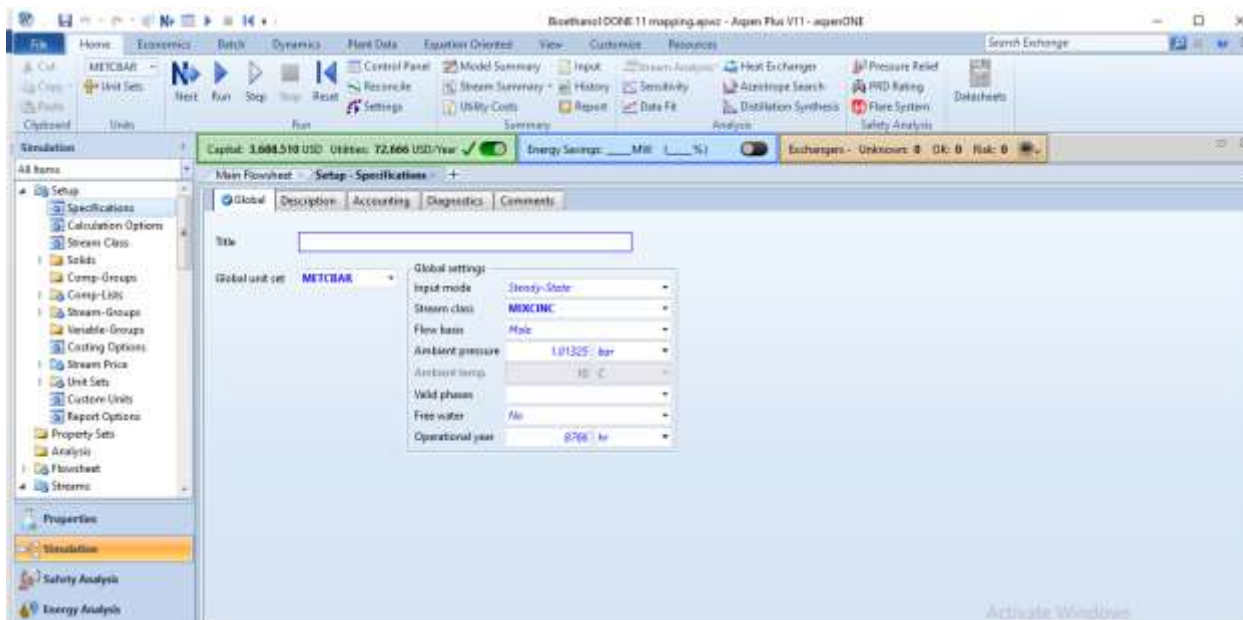 Bioethanol DONE 11 mapping.apwz - Aspen Plus V11 - aspenONE
File Home Economics Batch Dynamics Plant Data Equation Oriented View Customize Resources Search Exchange
Cut METCBAR Control Panel Model Summary Input Stream Analysis Heat Exchanger Pressure Relief
Copy Unit Sets Next Run Step Stop Reset Reconcile Stream Summary History Sensitivity Azeotrope Search PRD Rating Datasheets
Paste Settings Utility Costs Report Data Fit Distillation Synthesis Flare System
Clipboard Units Run Summary Analysis Safety Analysis
Simulation
Capital: 3,688,510 USD Utilities: 72,666 USD/Year Energy Savings: ____ MW (____%) Exchangers - Unknown: 0 OK: 0 Risk: 0
All Items
Main Flowsheet Setup - Specifications +
Setup
Global Description Accounting Diagnostics Comments
Specifications
Calculation Options
Stream Class
Solids
Comp-Groups
Comp-Lists
Stream-Groups
Variable-Groups
Costing Options
Stream Price
Unit Sets
Custom Units
Report Options
Property Sets
Analysis
Flowsheet
Streams
Title
Global unit set METCBAR
Global settings
Input mode Steady-State
Stream class MIXCINC
Flow basis Mole
Ambient pressure 1.01325 bar
Ambient temp. 10 C
Valid phases
Free water No
Operational year 8766 hr
Properties
Simulation
Safety Analysis
Energy Analysis
Activate Windows